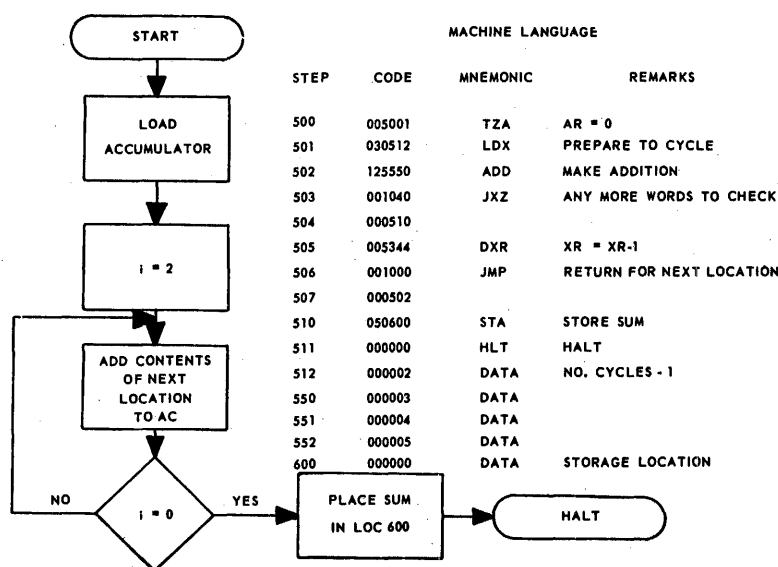 START
LOAD
ACCUMULATOR
i = 2
ADD CONTENTS
OF NEXT
LOCATION
TO AC
i = 0
NO
YES
PLACE SUM
IN LOC 600
HALT
MACHINE LANGUAGE
STEP CODE MNEMONIC REMARKS
500 005001 TZA AR = 0
501 030512 LDX PREPARE TO CYCLE
502 125550 ADD MAKE ADDITION
503 001040 JXZ ANY MORE WORDS TO CHECK
504 000510
505 005344 DXR XR = XR-1
506 001000 JMP RETURN FOR NEXT LOCATION
507 000502
510 050600 STA STORE SUM
511 000000 HLT HALT
512 000002 DATA NO. CYCLES - 1
550 000003 DATA
551 000004 DATA
552 000005 DATA
600 000000 DATA STORAGE LOCATION